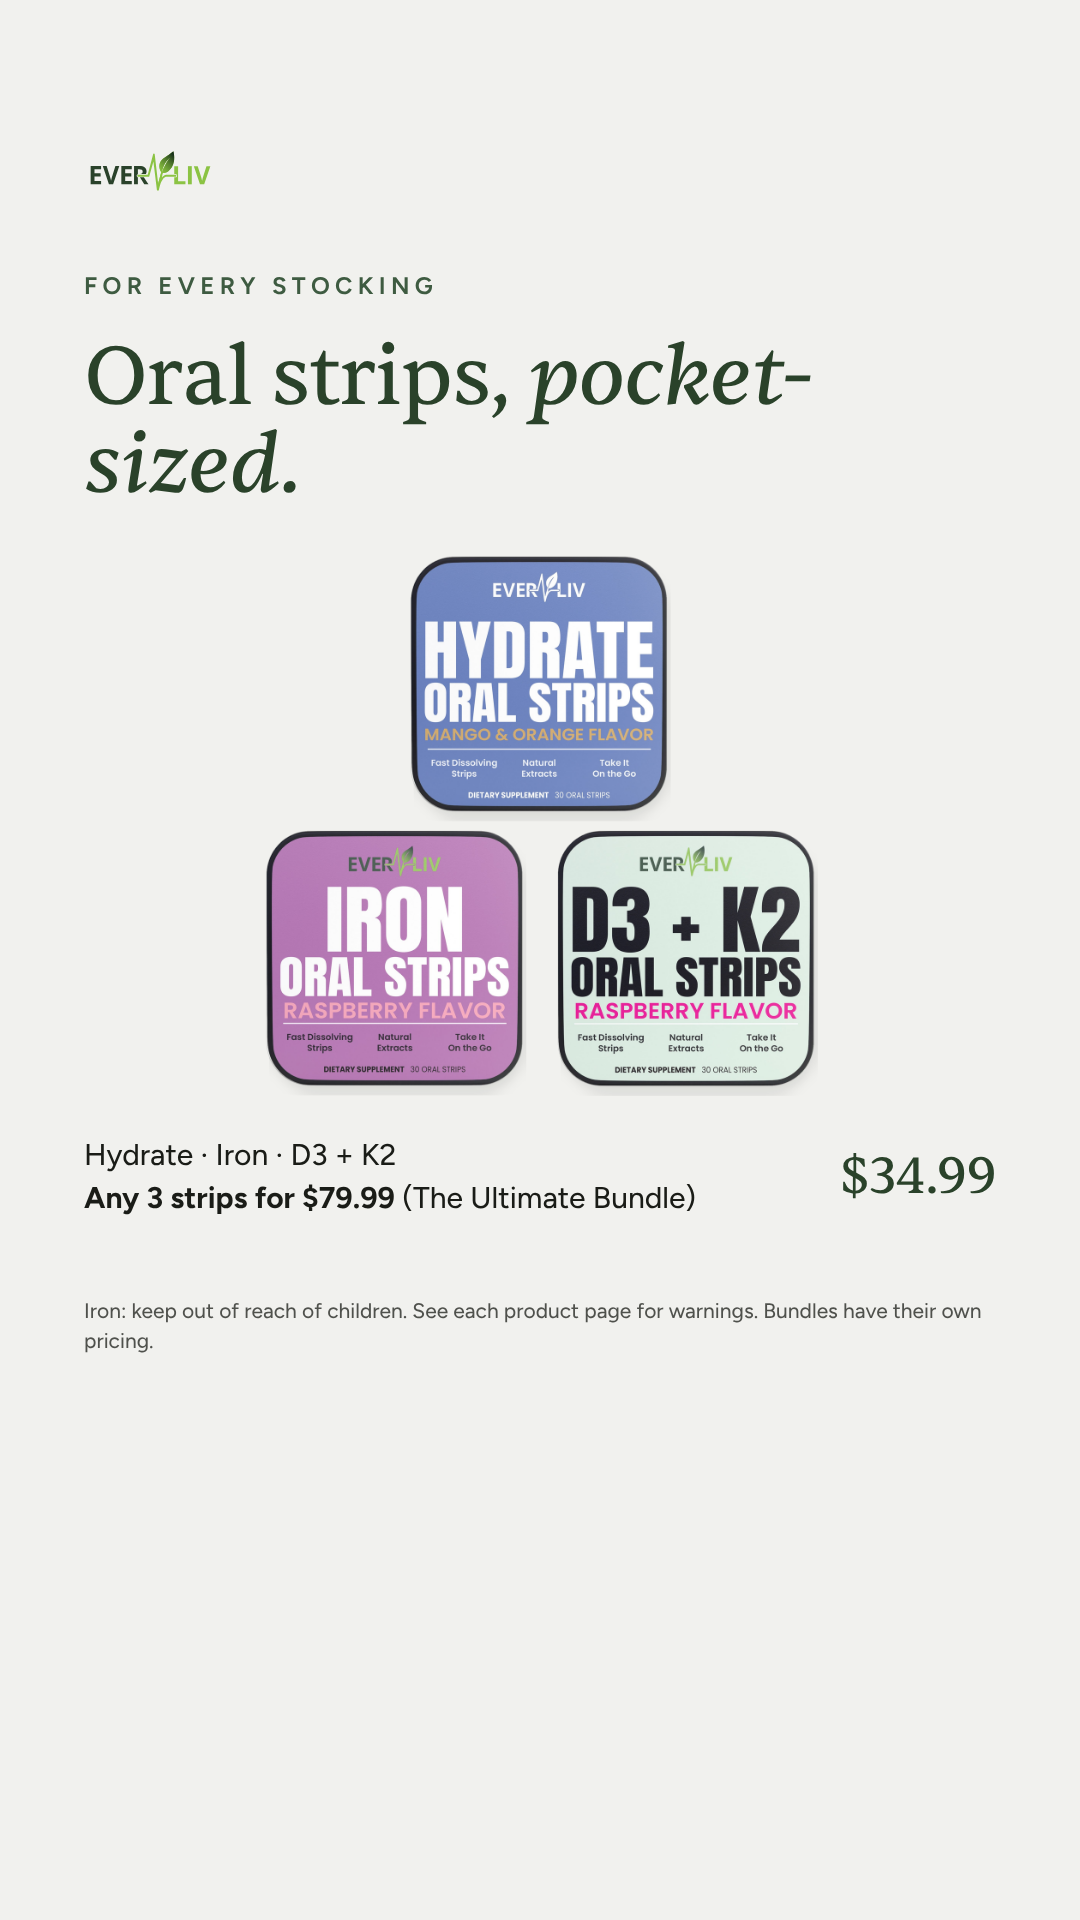 EVERLIV
FOR EVERY STOCKING
Oral strips, pocket-
sized.
EVERLIV
HYDRATE
ORAL STRIPS
MANGO & ORANGE FLAVOR
Fast Dissolving Strips
Natural Extracts
Take It On the Go
DIETARY SUPPLEMENT 30 ORAL STRIPS
EVERLIV
IRON
ORAL STRIPS
RASPBERRY FLAVOR
Fast Dissolving Strips
Natural Extracts
Take It On the Go
DIETARY SUPPLEMENT 30 ORAL STRIPS
EVERLIV
D3 + K2
ORAL STRIPS
RASPBERRY FLAVOR
Fast Dissolving Strips
Natural Extracts
Take It On the Go
DIETARY SUPPLEMENT 30 ORAL STRIPS
Hydrate · Iron · D3 + K2
Any 3 strips for $79.99 (The Ultimate Bundle)
$34.99
Iron: keep out of reach of children. See each product page for warnings. Bundles have their own
pricing.